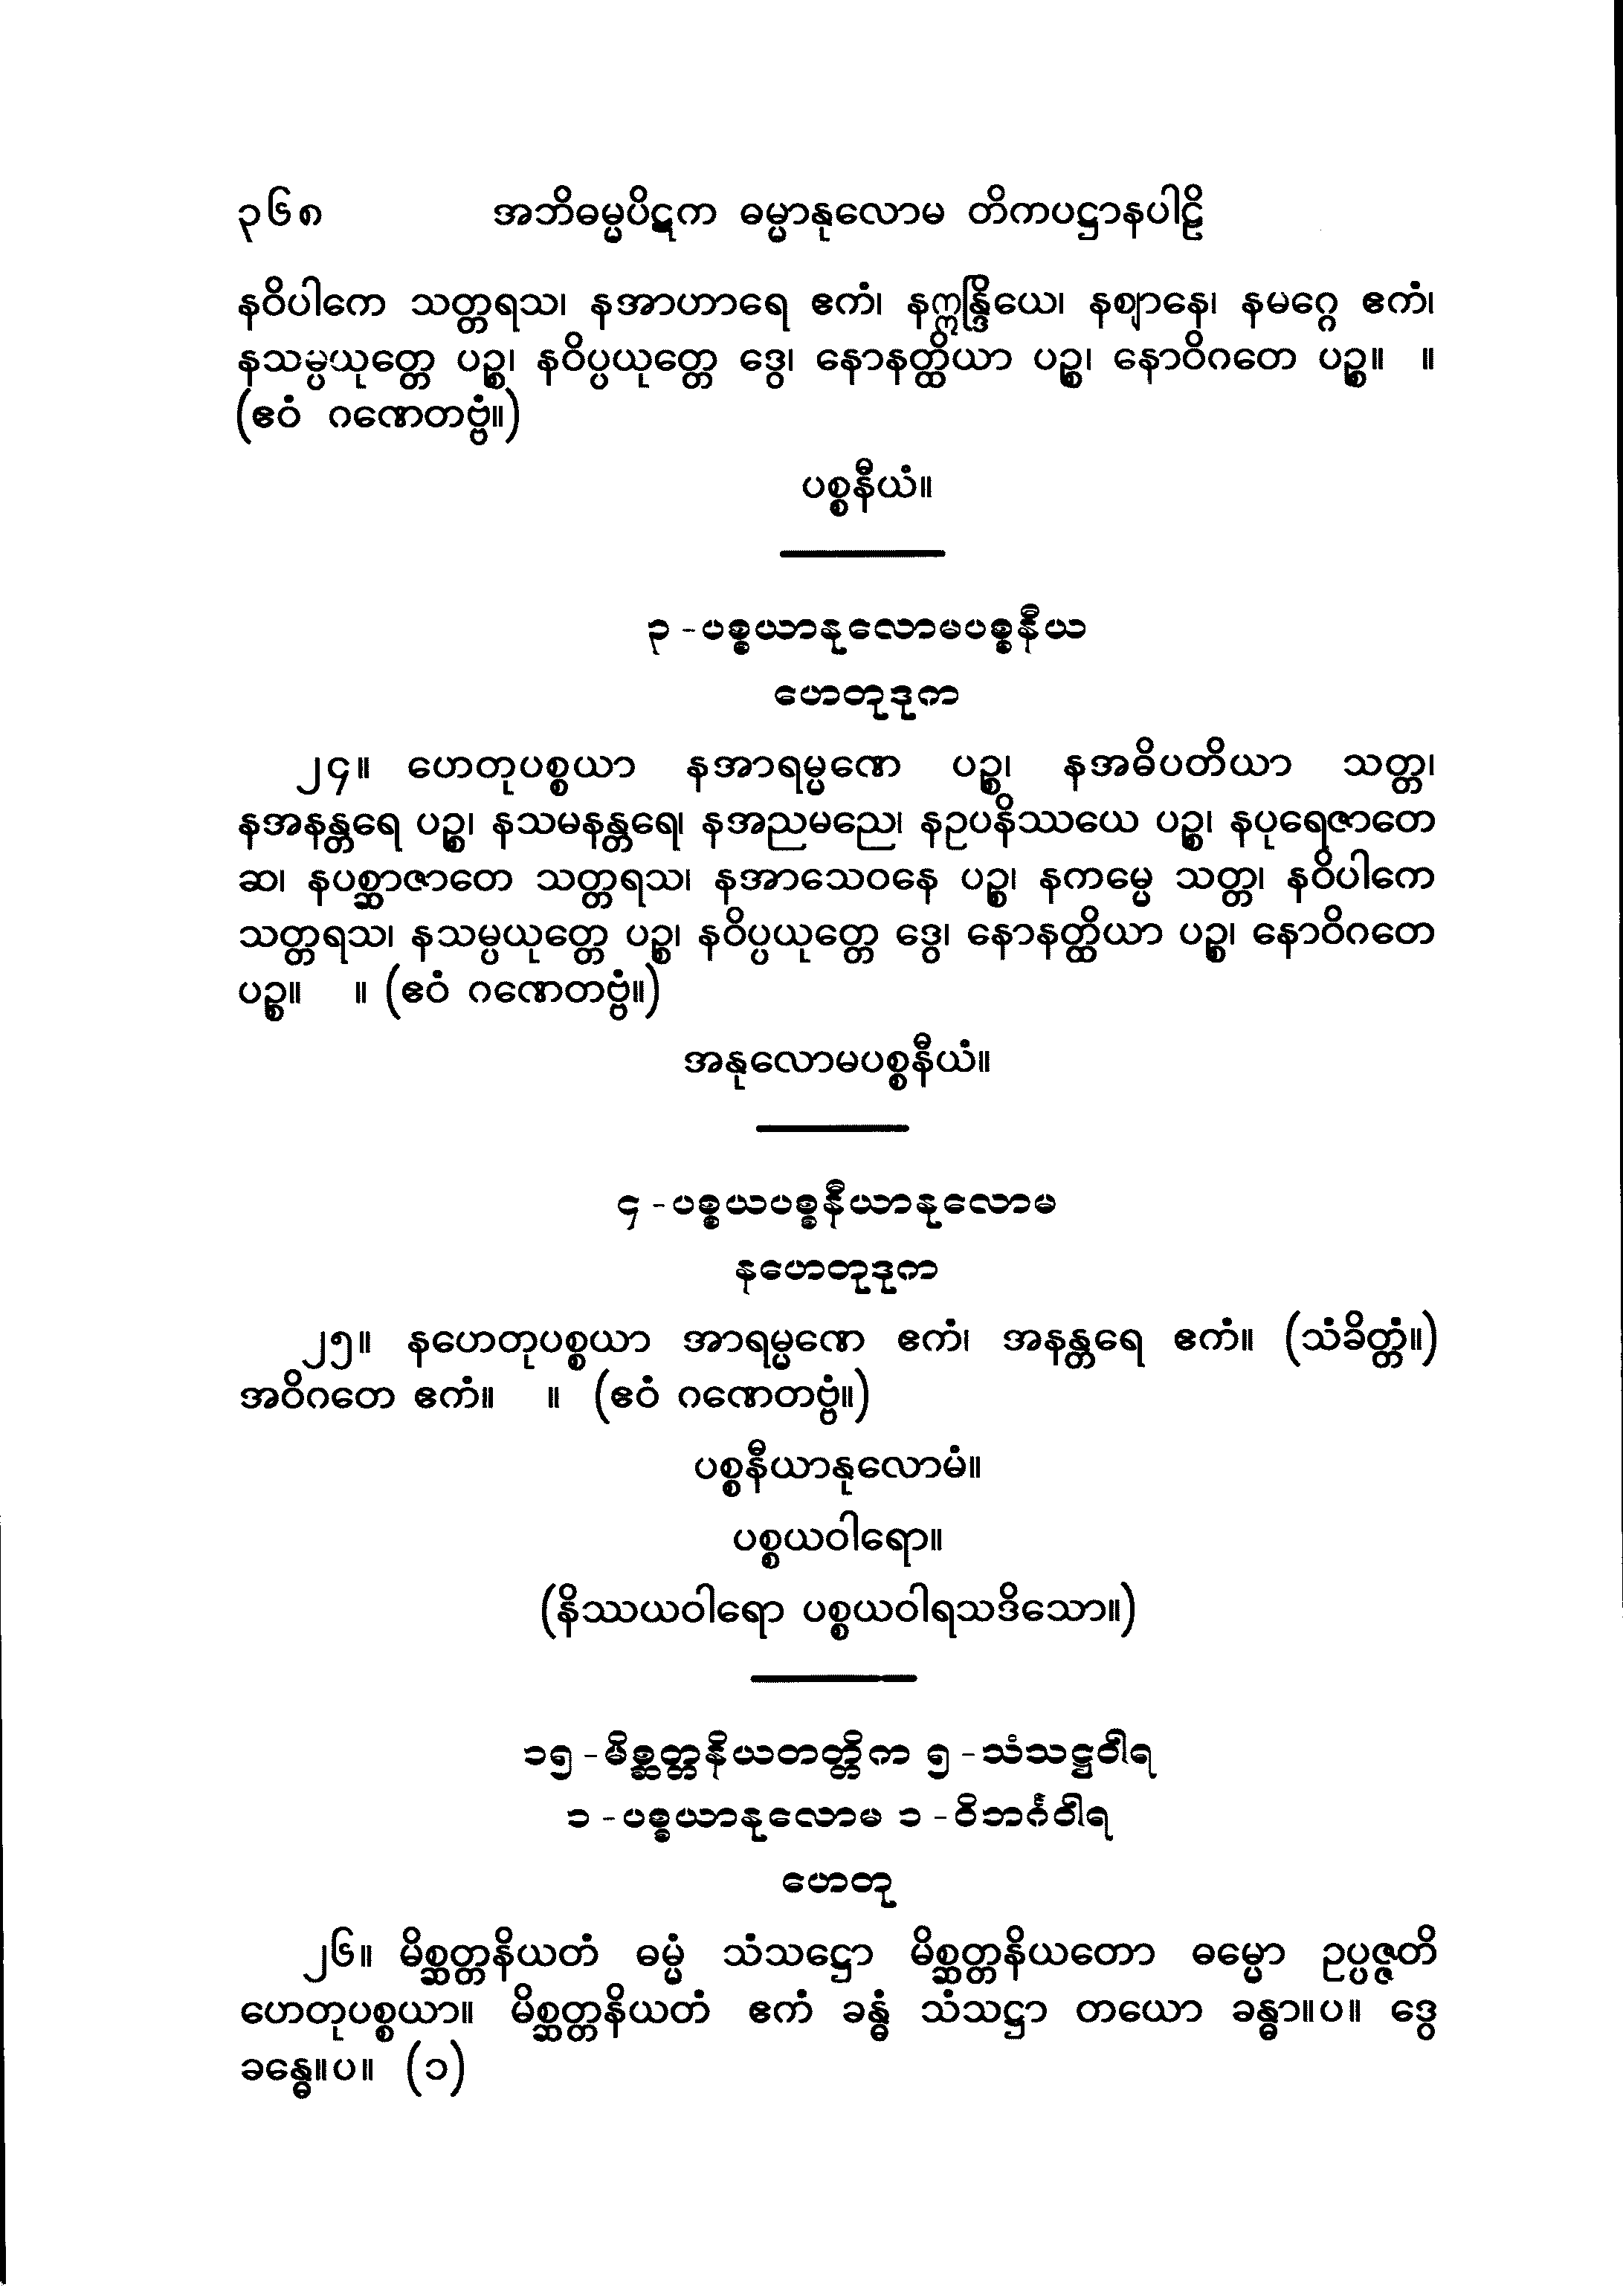 ၃၆၈ အဘိဓမ္မပိဋက ဓမ္မာနုလောမ တိကပဋ္ဌာနပါဠိ
နဝိပါကေ သတ္တရသ၊ နအာဟာရေ ဧကံ၊ နဣန္ဒြိယေ၊ နဈာနေ၊ နမဂ္ဂေ ဧကံ၊
နသမ္ပယုတ္တေ ပဉ္စ၊ နဝိပ္ပယုတ္တေ ဒွေ၊ နောနတ္ထိယာ ပဉ္စ၊ နောဝိဂတေ ပဉ္စ။ ။
(ဧဝံ ဂဏေတဗ္ဗံ။)
ပစ္စနီယံ။
၃ - ပစ္စယာနုလောမပစ္စနီယ
ဟေတုဒုက
၂၄။ ဟေတုပစ္စယာ နအာရမ္မဏေ ပဉ္စ၊ နအဓိပတိယာ သတ္တ၊
နအနန္တရေ ပဉ္စ၊ နသမနန္တရေ၊ နအညမညေ၊ နဥပနိဿယေ ပဉ္စ၊ နပုရေဇာတေ
ဆ၊ နပစ္ဆာဇာတေ သတ္တရသ၊ နအာသေဝနေ ပဉ္စ၊ နကမ္မေ သတ္တ၊ နဝိပါကေ
သတ္တရသ၊ နသမ္ပယုတ္တေ ပဉ္စ၊ နဝိပ္ပယုတ္တေ ဒွေ၊ နောနတ္ထိယာ ပဉ္စ၊ နောဝိဂတေ
ပဉ္စ။ ။ (ဧဝံ ဂဏေတဗ္ဗံ။)
အနုလောမပစ္စနီယံ။
၄ - ပစ္စယပစ္စနီယာနုလောမ
နဟေတုဒုက
၂၅။ နဟေတုပစ္စယာ အာရမ္မဏေ ဧကံ၊ အနန္တရေ ဧကံ။ (သံခိတ္တံ။)
အဝိဂတေ ဧကံ။ ။ (ဧဝံ ဂဏေတဗ္ဗံ။)
ပစ္စနီယာနုလောမံ။
ပစ္စယဝါရော။
(နိဿယဝါရော ပစ္စယဝါရသဒိသော။)
၁၅ - မိစ္ဆတ္တနိယတတ္တိက ၅ - သံသဋ္ဌဝါရ
၁ - ပစ္စယာနုလောမ ၁ - ဝိဘင်္ဂဝါရ
ဟေတု
၂၆။ မိစ္ဆတ္တနိယတံ ဓမ္မံ သံသဋ္ဌော မိစ္ဆတ္တနိယတော ဓမ္မော ဥပ္ပဇ္ဇတိ
ဟေတုပစ္စယာ။ မိစ္ဆတ္တနိယတံ ဧကံ ခန္ဓံ သံသဋ္ဌာ တယော ခန္ဓာ။ပ။ ဒွေ
ခန္ဓေ။ပ။ (၁)